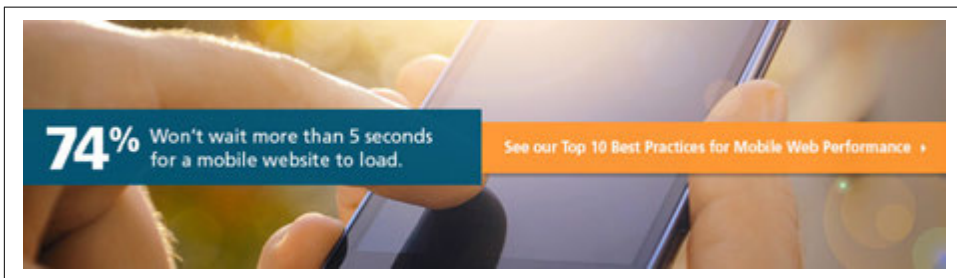 74% Won't wait more than 5 seconds
for a mobile website to load.
See our Top 10 Best Practices for Mobile Web Performance ›